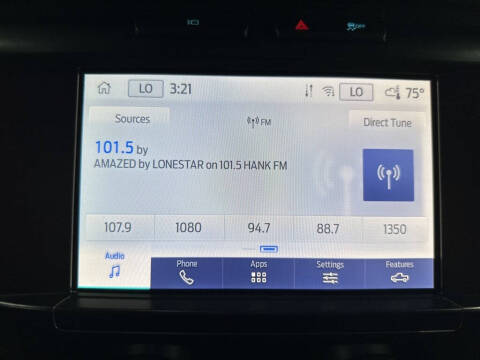 OFF
LO 3:21 LO 75°
Sources FM Direct Tune
101.5 by
AMAZED by LONESTAR on 101.5 HANK FM
107.9 1080 94.7 88.7 1350
Audio Phone Apps Settings Features